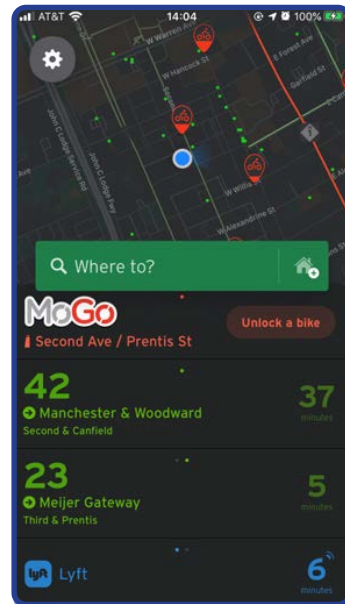 AT&T 14:04 100%
W Warren Ave
E Forest Ave
W Hancock St
Garfield St
John C Lodge Service Rd
John C Lodge Fwy
W Willis
W Alexandrine St
Where to?
MoGo
Unlock a bike
Second Ave / Prentis St
42 37
Manchester & Woodward minutes
Second & Canfield
23 5
Meijer Gateway minutes
Third & Prentis
lyft Lyft 6
minutes